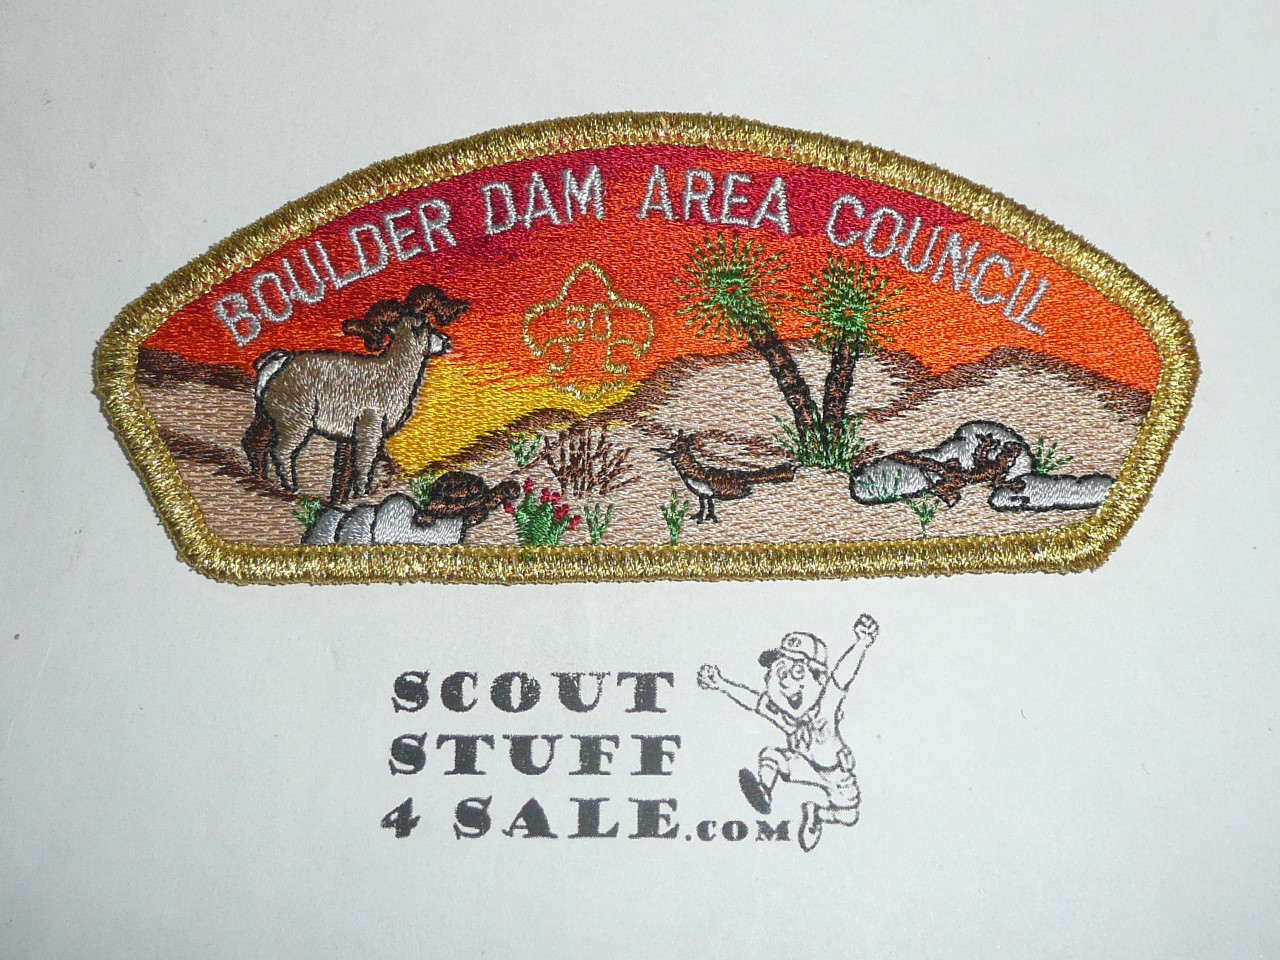 BOULDER DAM AREA COUNCIL
50
SCOUT
STUFF
4 SALE.COM